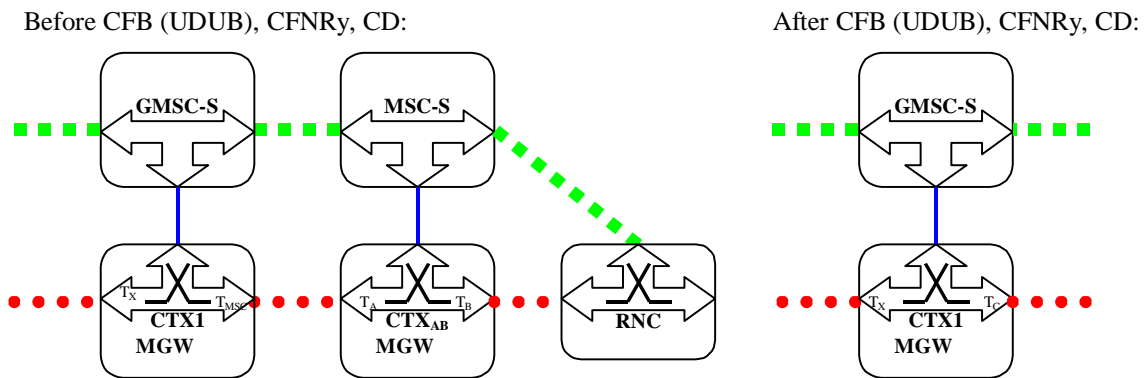 Before CFB (UDUB), CFNRy, CD:
After CFB (UDUB), CFNRy, CD:
GMSC-S
MSC-S
GMSC-S
TX
TMSC
CTX1
MGW
TA
TB
CTXAB
MGW
RNC
TX
TC
CTX1
MGW